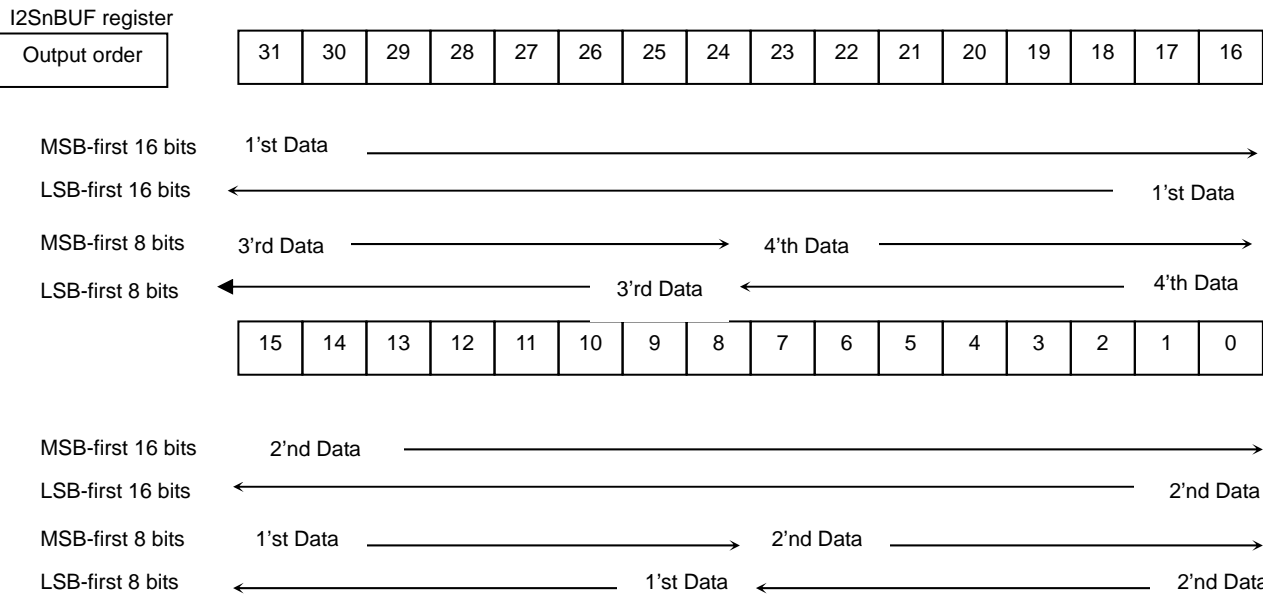 I2SnBUF register
Output order
31 30 29 28 27 26 25 24 23 22 21 20 19 18 17 16
MSB-first 16 bits 1'st Data
LSB-first 16 bits 1'st Data
MSB-first 8 bits 3'rd Data 4'th Data
LSB-first 8 bits 3'rd Data 4'th Data
15 14 13 12 11 10 9 8 7 6 5 4 3 2 1 0
MSB-first 16 bits 2'nd Data
LSB-first 16 bits 2'nd Data
MSB-first 8 bits 1'st Data 2'nd Data
LSB-first 8 bits 1'st Data 2'nd Data